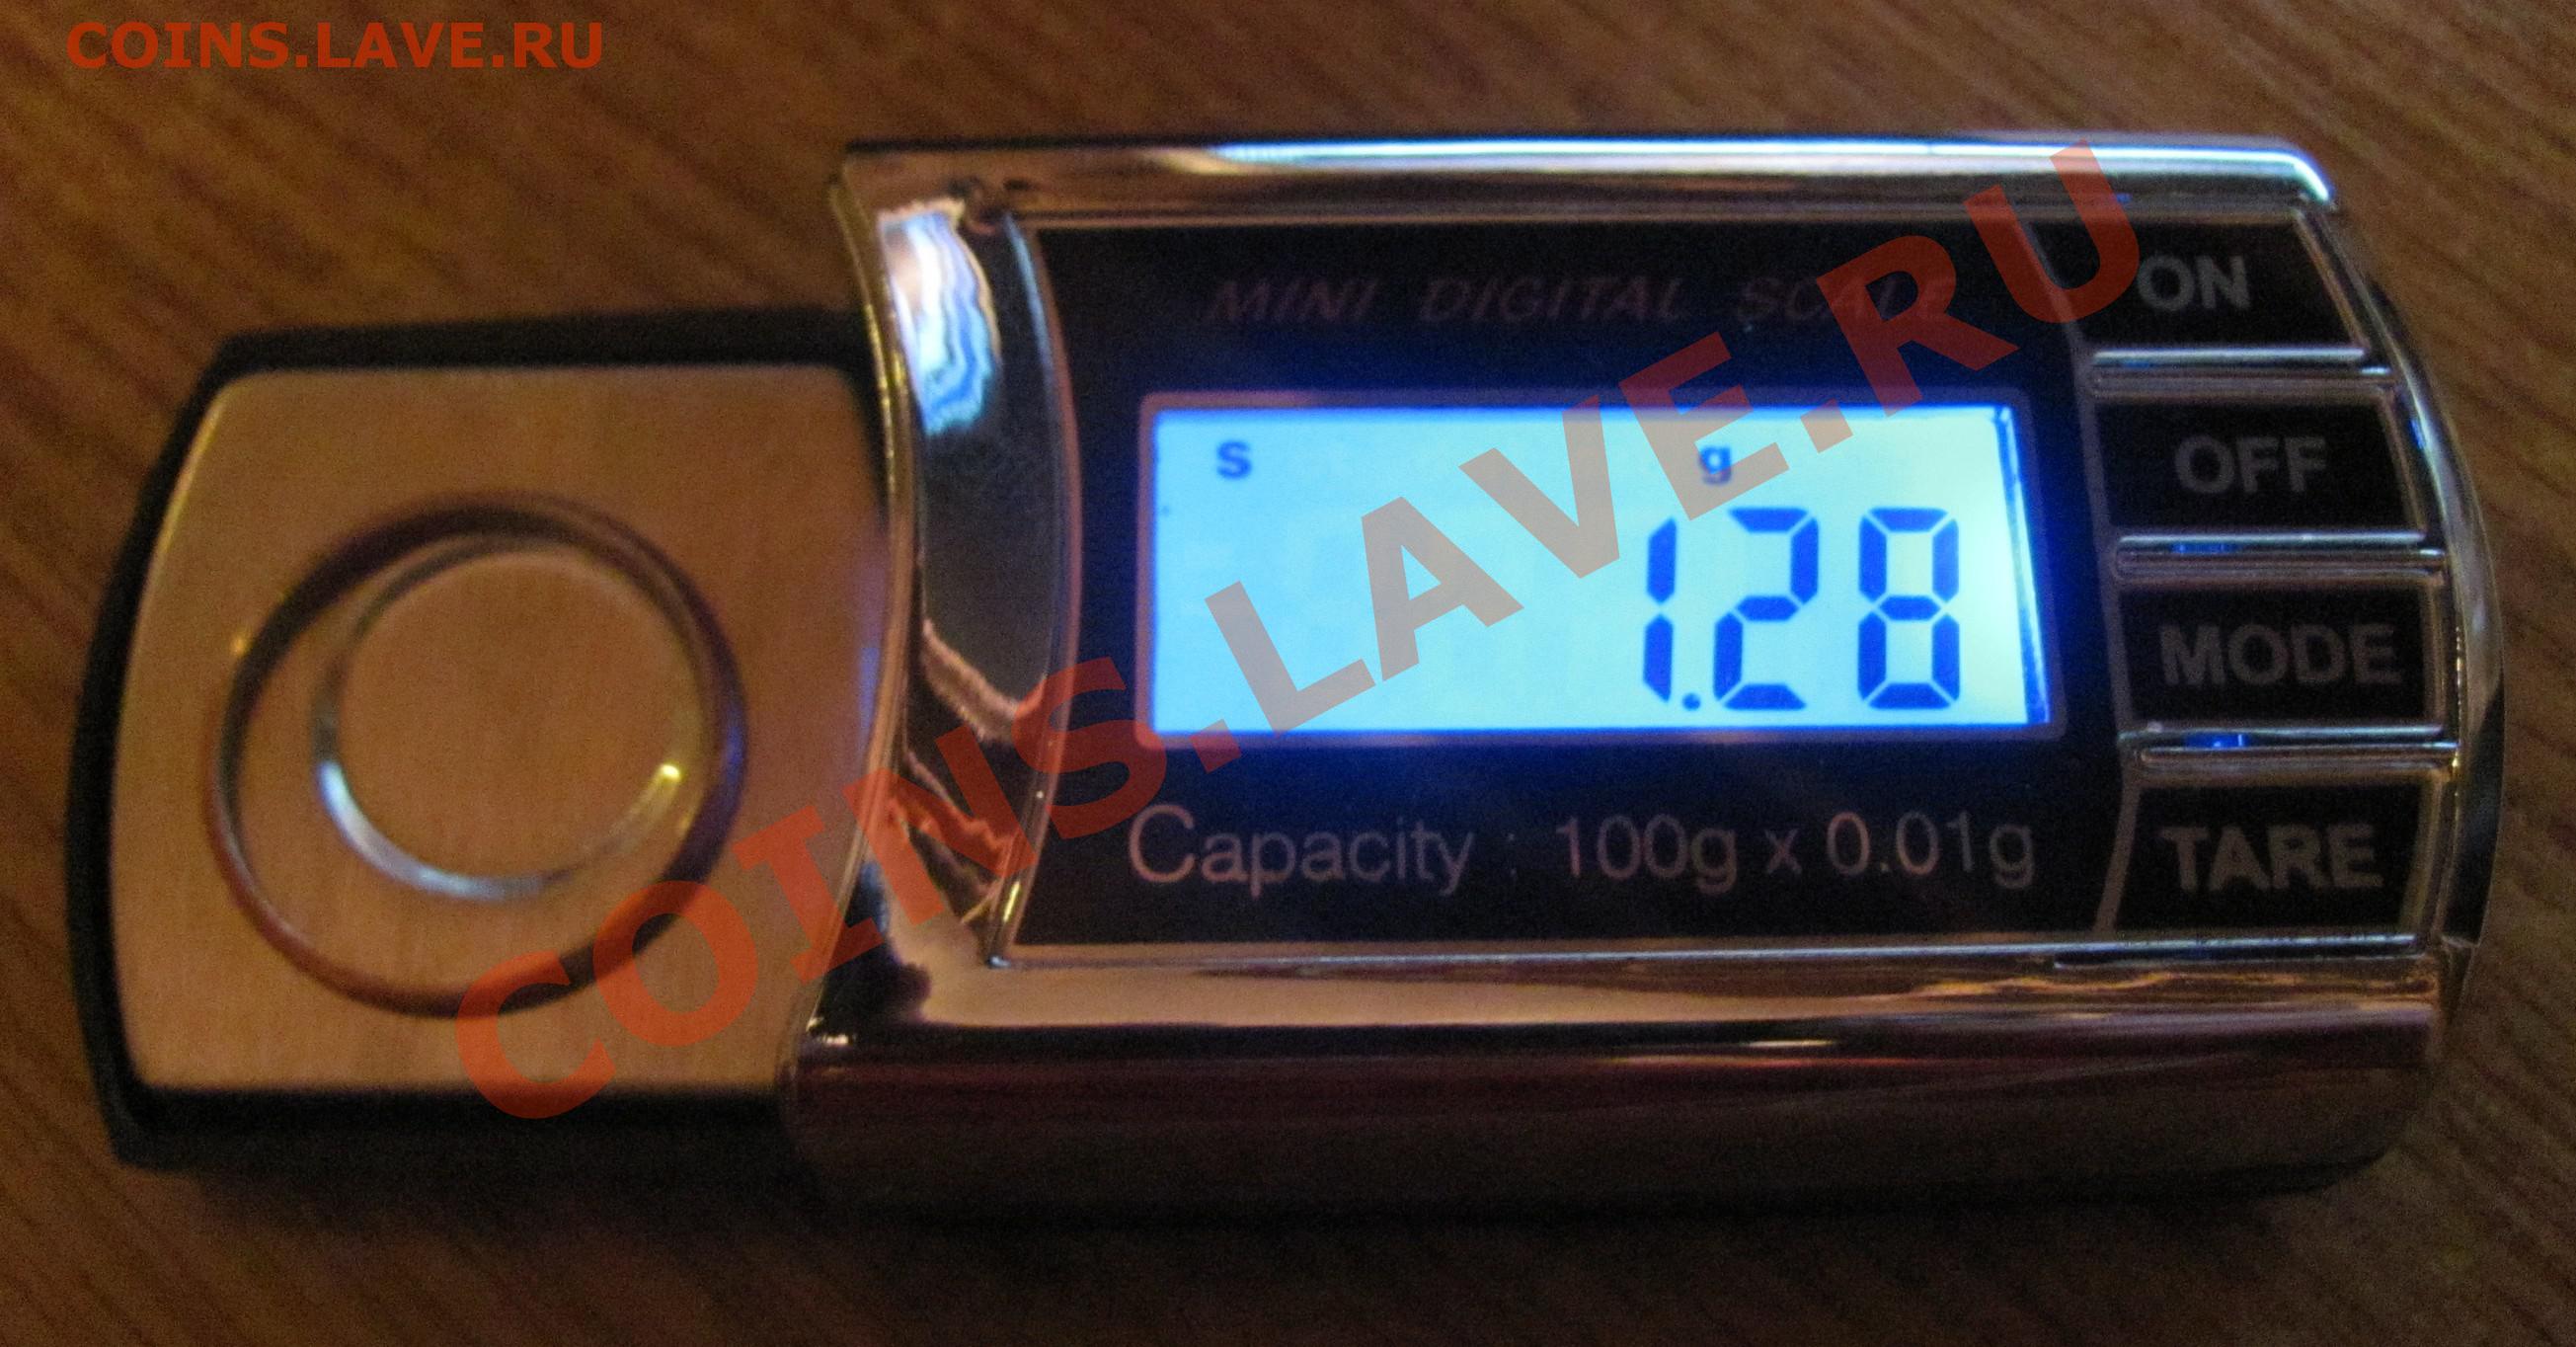 COINS.LAVE.RU
MINI DIGITAL SCALE
S g
1.28
Capacity : 100g x 0.01g
ON
OFF
MODE
TARE
COINS.LAVE.RU